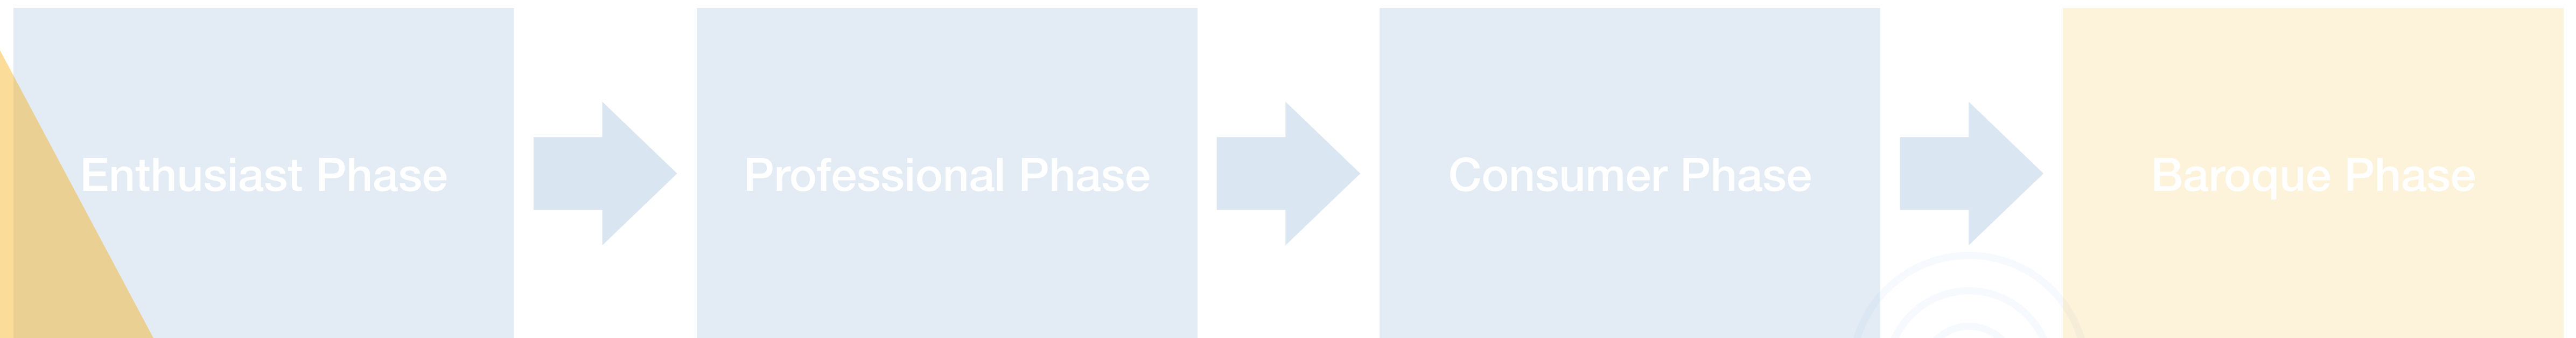 Enthusiast Phase
Professional Phase
Consumer Phase
Baroque Phase